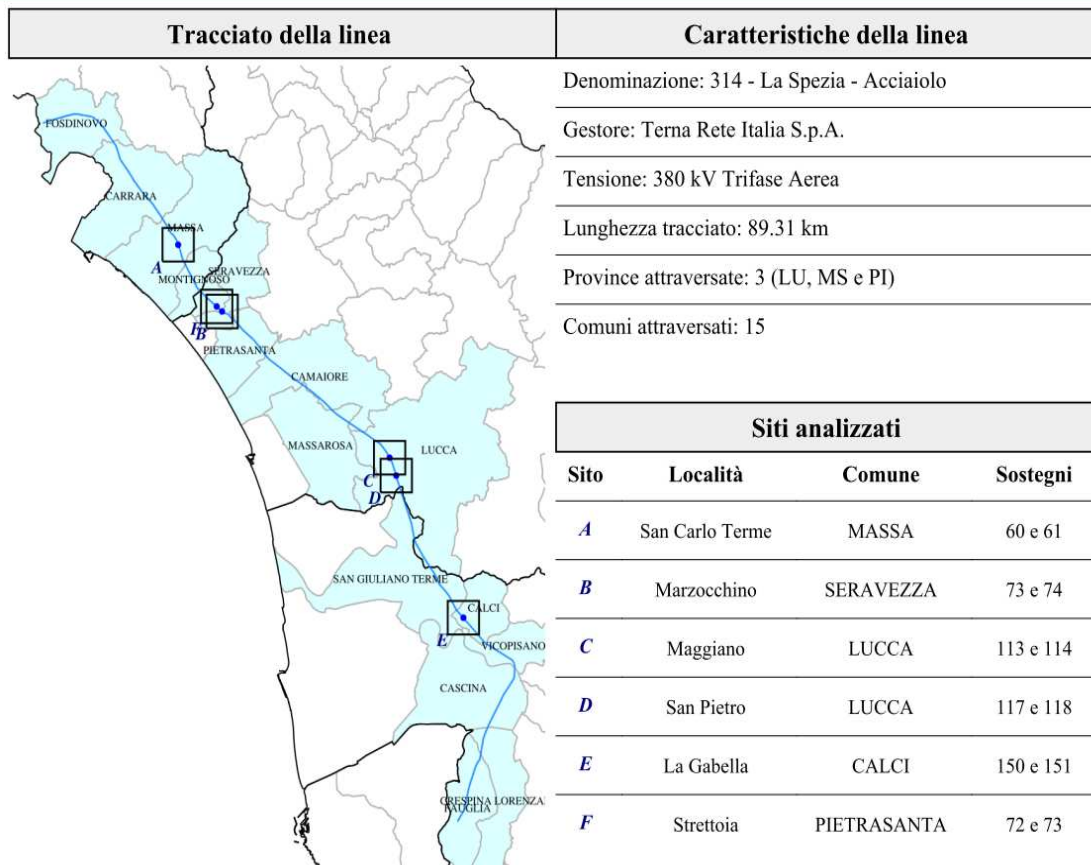 Tracciato della linea
FOSDINOVO
CARRARA
MASSA
A
SERAVEZZA
MONTIGNOSO
B
PIETRASANTA
CAMAIORE
MASSAROSA
LUCCA
C
D
SAN GIULIANO TERME
CALCI
E
VICOPISANO
CASCINA
CRESPINA LORENZA
FAUGLIA
Caratteristiche della linea
Denominazione: 314 - La Spezia - Acciaiolo
Gestore: Terna Rete Italia S.p.A.
Tensione: 380 kV Trifase Aerea
Lunghezza tracciato: 89.31 km
Province attraversate: 3 (LU, MS e PI)
Comuni attraversati: 15
Siti analizzati
Sito Località Comune Sostegni
A San Carlo Terme MASSA 60 e 61
B Marzocchino SERAVEZZA 73 e 74
C Maggiano LUCCA 113 e 114
D San Pietro LUCCA 117 e 118
E La Gabella CALCI 150 e 151
F Strettoia PIETRASANTA 72 e 73